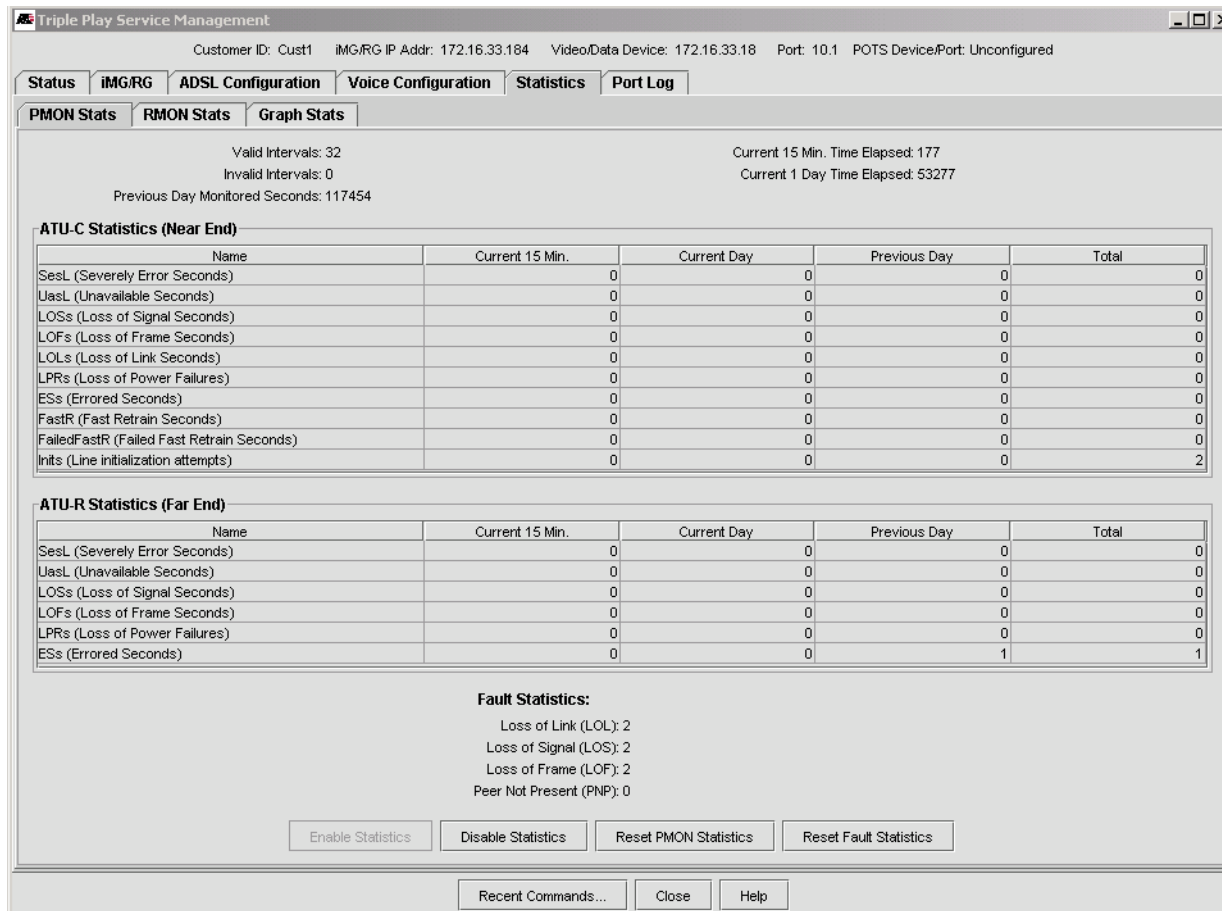 Triple Play Service Management
Customer ID: Cust1 iMG/RG IP Addr: 172.16.33.184 Video/Data Device: 172.16.33.18 Port: 10.1 POTS Device/Port: Unconfigured
Status iMG/RG ADSL Configuration Voice Configuration Statistics Port Log
PMON Stats RMON Stats Graph Stats
Valid Intervals: 32 Current 15 Min. Time Elapsed: 177
Invalid Intervals: 0 Current 1 Day Time Elapsed: 53277
Previous Day Monitored Seconds: 117454
ATU-C Statistics (Near End)
Name Current 15 Min. Current Day Previous Day Total
SesL (Severely Error Seconds) 0 0 0 0
UasL (Unavailable Seconds) 0 0 0 0
LOSs (Loss of Signal Seconds) 0 0 0 0
LOFs (Loss of Frame Seconds) 0 0 0 0
LOLs (Loss of Link Seconds) 0 0 0 0
LPRs (Loss of Power Failures) 0 0 0 0
ESs (Errored Seconds) 0 0 0 0
FastR (Fast Retrain Seconds) 0 0 0 0
FailedFastR (Failed Fast Retrain Seconds) 0 0 0 0
Inits (Line initialization attempts) 0 0 0 2
ATU-R Statistics (Far End)
Name Current 15 Min. Current Day Previous Day Total
SesL (Severely Error Seconds) 0 0 0 0
UasL (Unavailable Seconds) 0 0 0 0
LOSs (Loss of Signal Seconds) 0 0 0 0
LOFs (Loss of Frame Seconds) 0 0 0 0
LPRs (Loss of Power Failures) 0 0 0 0
ESs (Errored Seconds) 0 0 1 1
Fault Statistics:
Loss of Link (LOL): 2
Loss of Signal (LOS): 2
Loss of Frame (LOF): 2
Peer Not Present (PNP): 0
Enable Statistics Disable Statistics Reset PMON Statistics Reset Fault Statistics
Recent Commands... Close Help